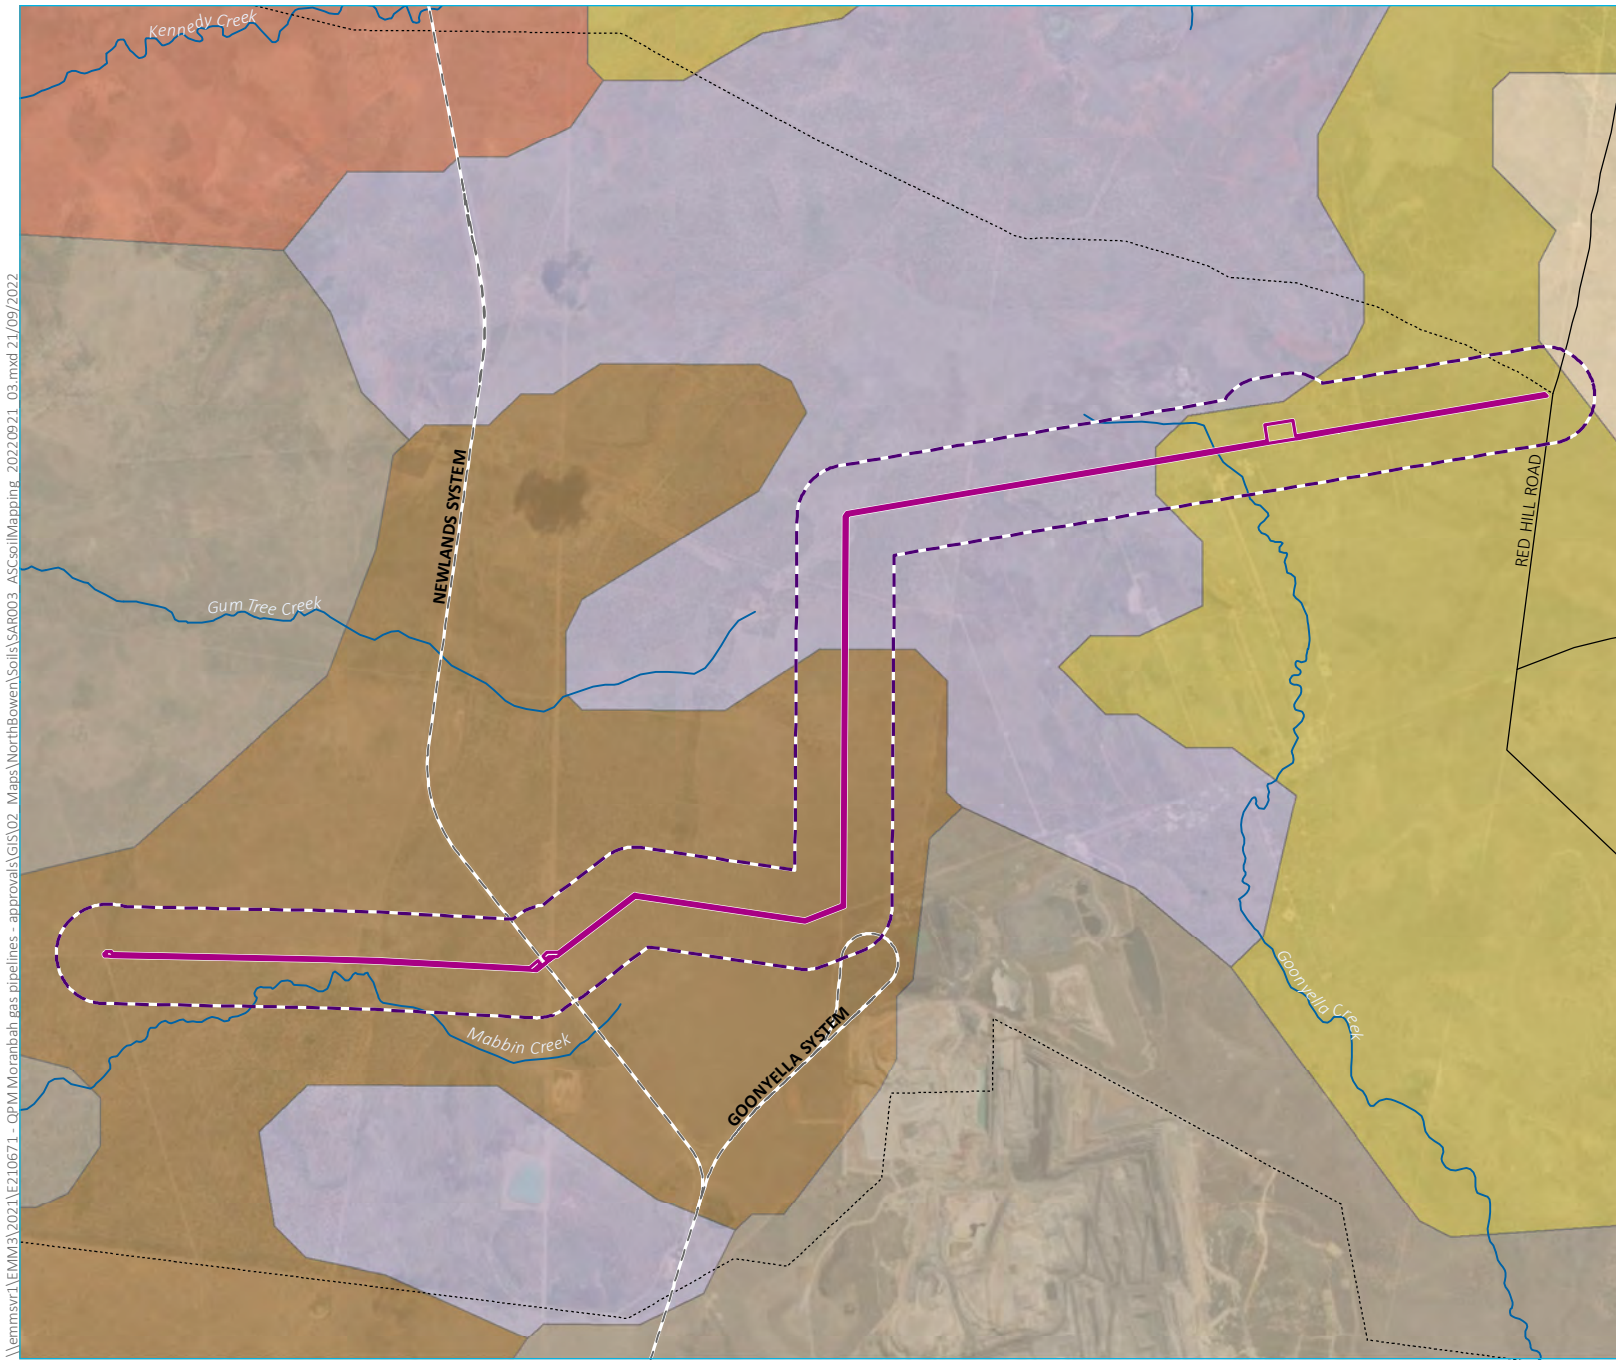 Kennedy Creek
NEWLANDS SYSTEM
RED HILL ROAD
Gum Tree Creek
Goonyella Creek
Mabbin Creek
GOONYELLA SYSTEM
\\emmsvr1\EMM3\2021\E210671 - QPM Moranbah gas pipelines - approvals\GIS\02_Maps\NorthBowen\Soils\SAR003_ASCsoilMapping_20220921_03.mxd 21/09/2022